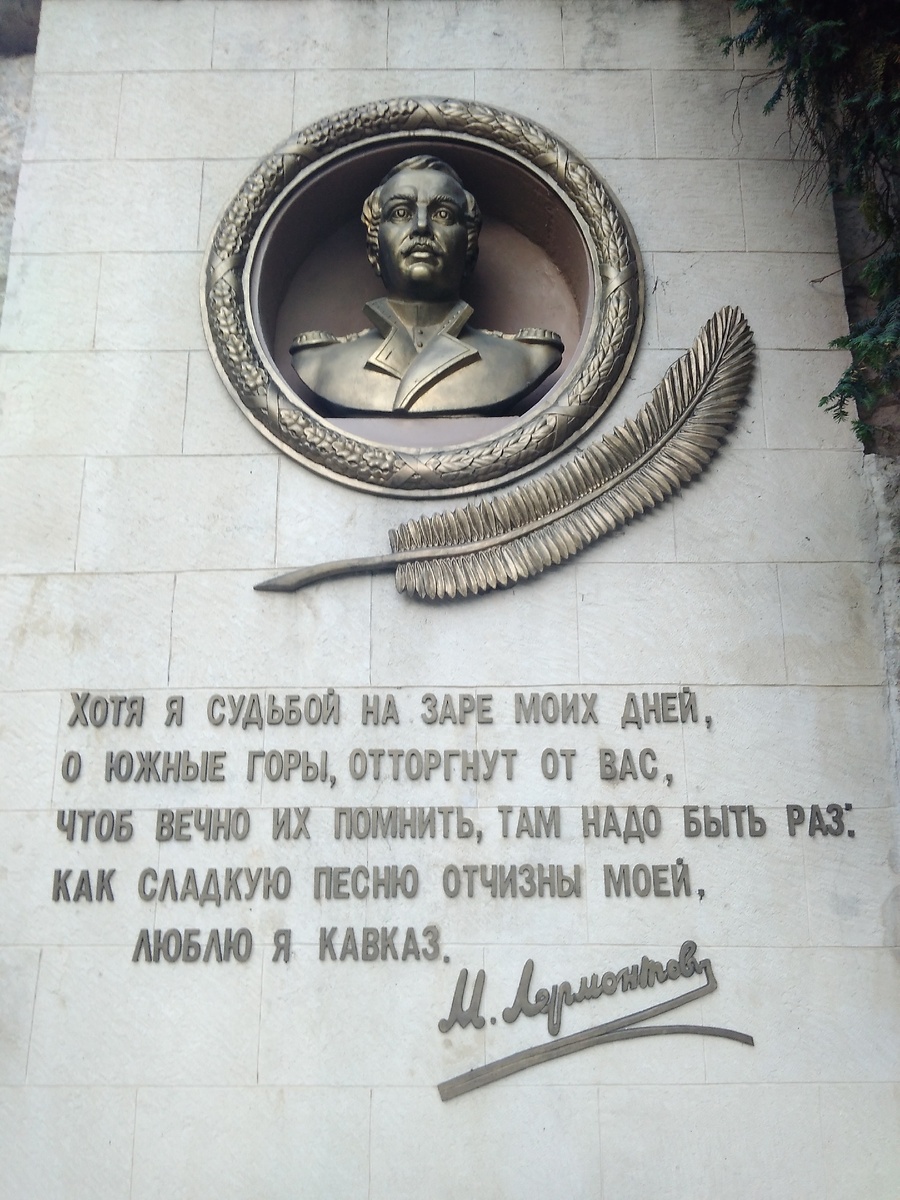 Хотя я судьбой на заре моих дней,
о южные горы, отторгнут от вас,
чтоб вечно их помнить, там надо быть раз:
как сладкую песню отчизны моей,
люблю я Кавказ.
М. Лермонтов